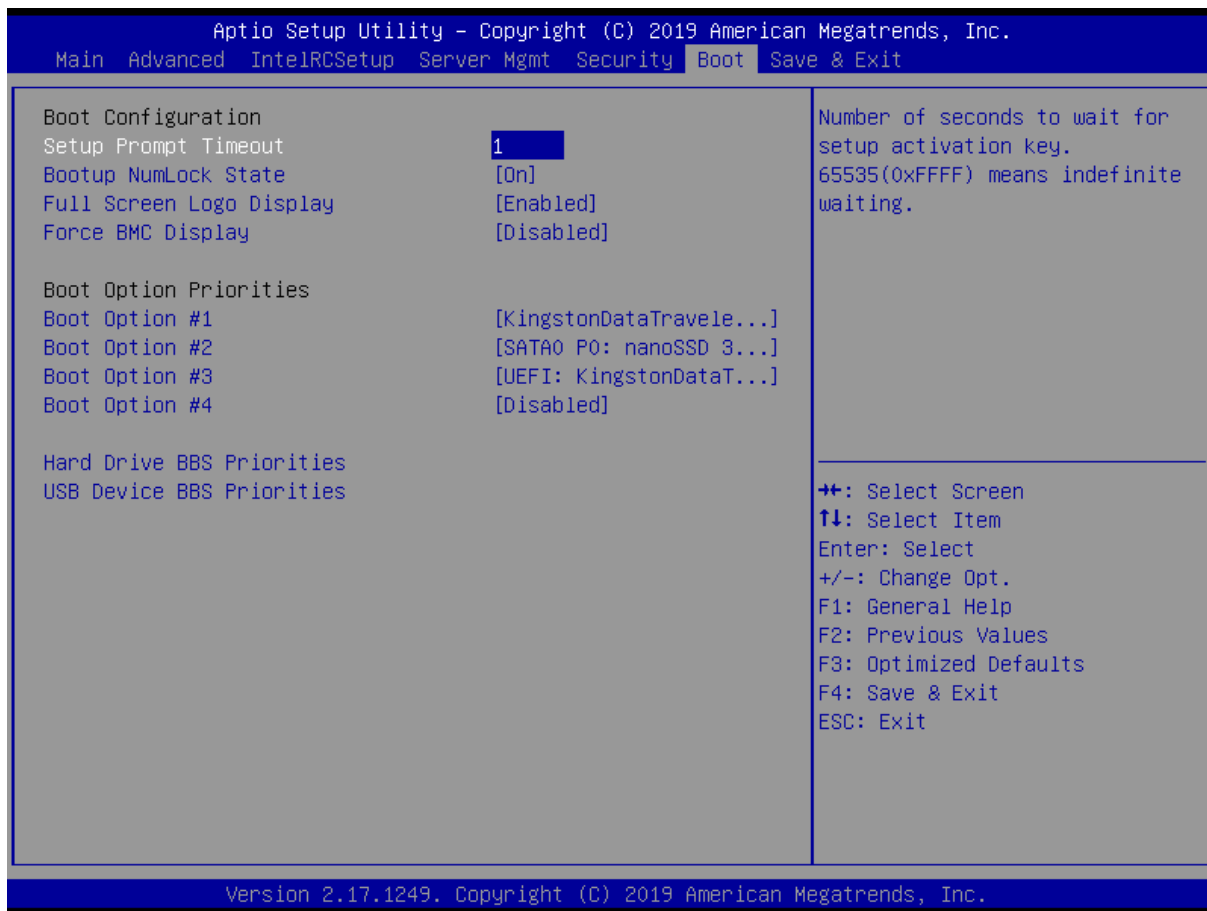 Aptio Setup Utility – Copyright (C) 2019 American Megatrends, Inc.
Main Advanced IntelRCSetup Server Mgmt Security Boot Save & Exit
Boot Configuration
Setup Prompt Timeout 1
Bootup NumLock State [On]
Full Screen Logo Display [Enabled]
Force BMC Display [Disabled]
Boot Option Priorities
Boot Option #1 [KingstonDataTravele...]
Boot Option #2 [SATA0 P0: nanoSSD 3...]
Boot Option #3 [UEFI: KingstonDataT...]
Boot Option #4 [Disabled]
Hard Drive BBS Priorities
USB Device BBS Priorities
Number of seconds to wait for
setup activation key.
65535(0xFFFF) means indefinite
waiting.
→←: Select Screen
↑↓: Select Item
Enter: Select
+/-: Change Opt.
F1: General Help
F2: Previous Values
F3: Optimized Defaults
F4: Save & Exit
ESC: Exit
Version 2.17.1249. Copyright (C) 2019 American Megatrends, Inc.